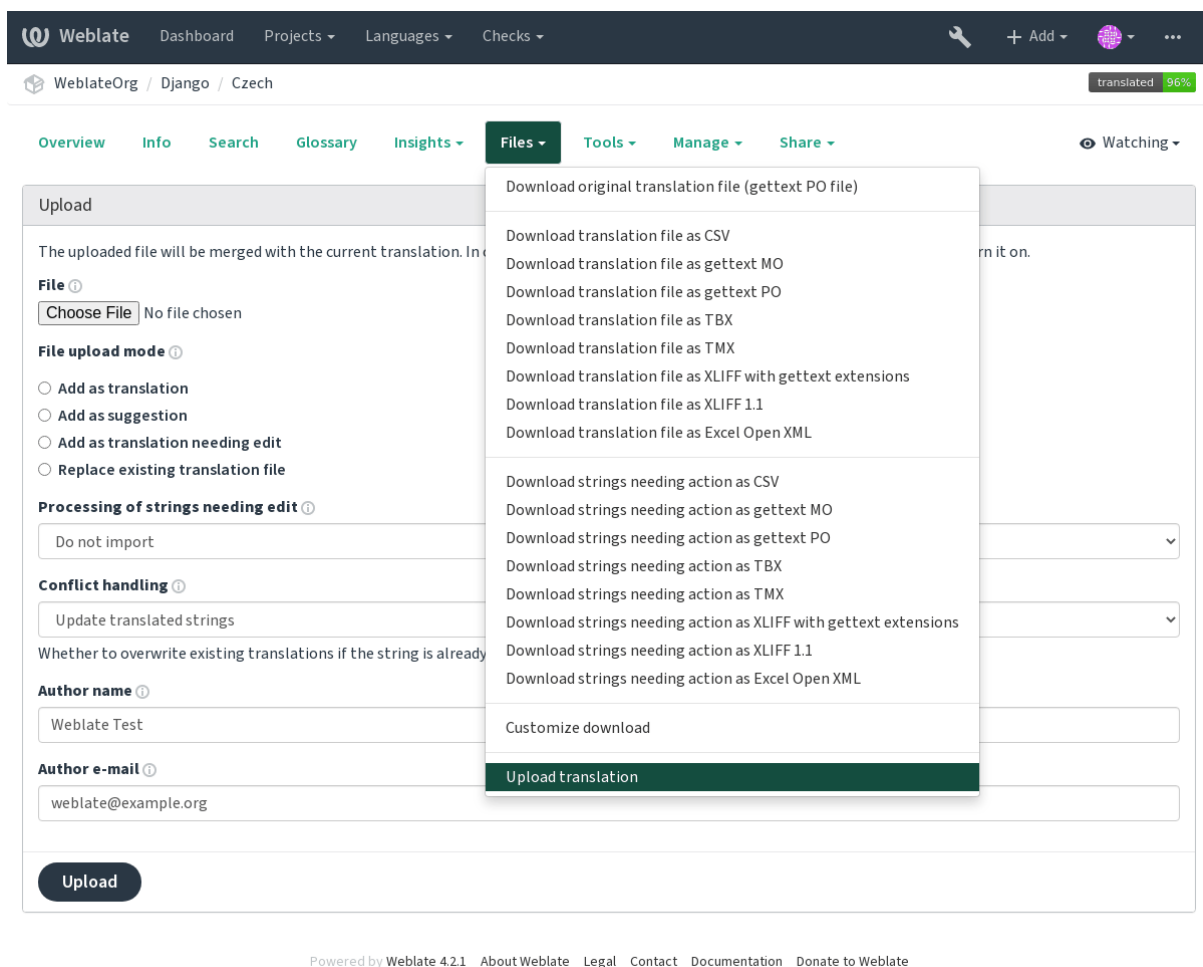 Weblate Dashboard Projects Languages Checks Add
WeblateOrg / Django / Czech translated 96%
Overview Info Search Glossary Insights Files Tools Manage Share Watching
Download original translation file (gettext PO file)
Upload
Download translation file as CSV
The uploaded file will be merged with the current translation. In
it on.
Download translation file as gettext MO
File
Download translation file as gettext PO
Choose File No file chosen
Download translation file as TBX
File upload mode
Download translation file as TMX
Download translation file as XLIFF with gettext extensions
Add as translation
Download translation file as XLIFF 1.1
Add as suggestion
Download translation file as Excel Open XML
Add as translation needing edit
Replace existing translation file
Download strings needing action as CSV
Processing of strings needing edit
Download strings needing action as gettext MO
Do not import
Download strings needing action as gettext PO
Download strings needing action as TBX
Conflict handling
Download strings needing action as TMX
Update translated strings
Download strings needing action as XLIFF with gettext extensions
Whether to overwrite existing translations if the string is already
Download strings needing action as XLIFF 1.1
Download strings needing action as Excel Open XML
Author name
Weblate Test
Customize download
Author e-mail
Upload translation
weblate@example.org
Upload
Powered by Weblate 4.2.1 About Weblate Legal Contact Documentation Donate to Weblate